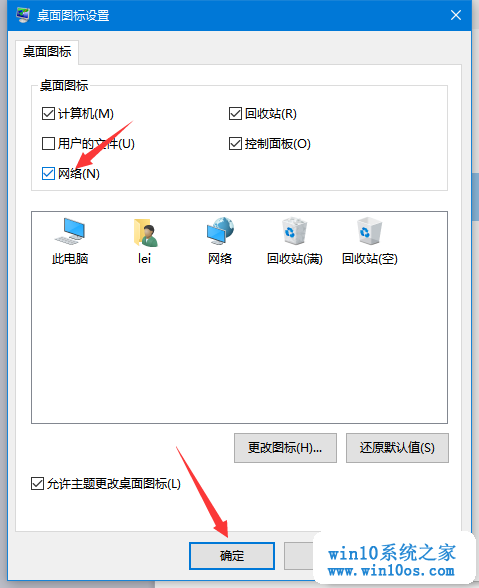 桌面图标设置
桌面图标
桌面图标
计算机(M)
回收站(R)
用户的文件(U)
控制面板(O)
网络(N)
此电脑
lei
网络
回收站(满)
回收站(空)
更改图标(H)...
还原默认值(S)
允许主题更改桌面图标(L)
确定
win10系统之家
www.win10os.com